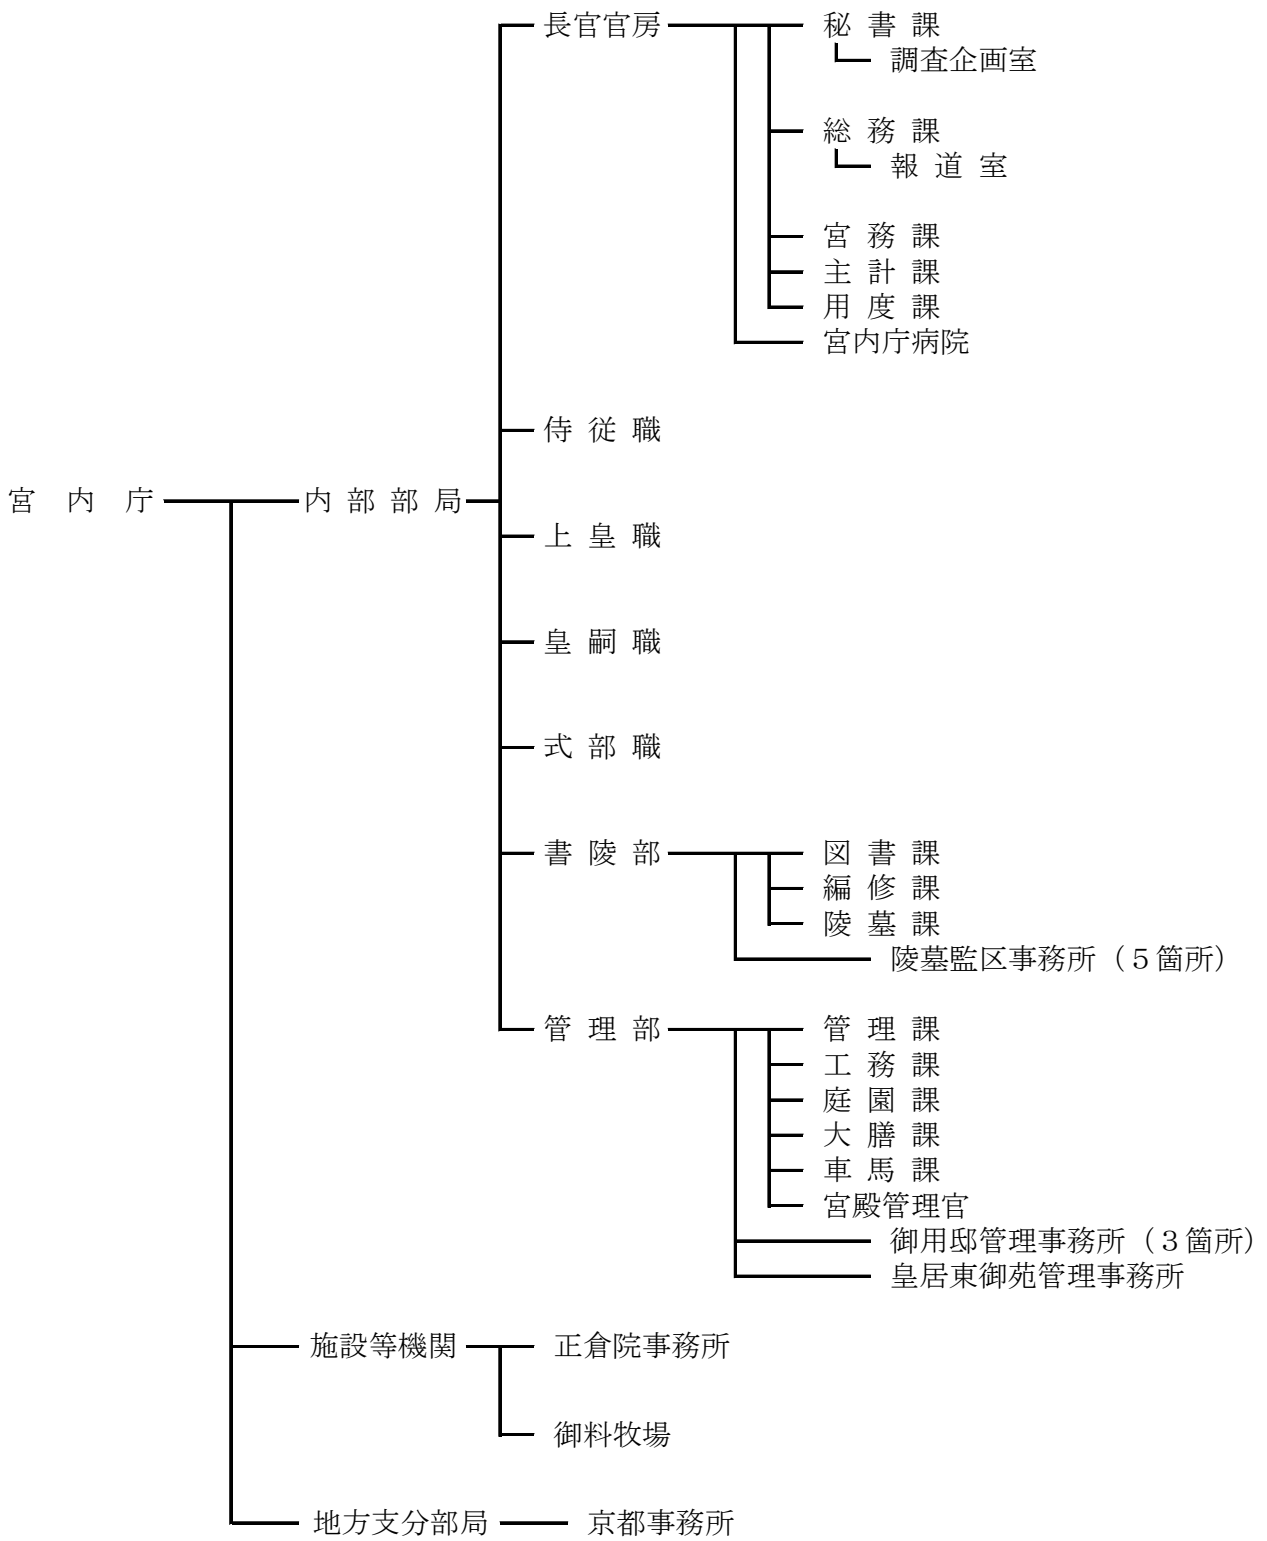 長官官房
秘書課
調査企画室
総務課
報道室
宮務課
主計課
用度課
宮内庁病院
侍従職
宮内庁
内部部局
上皇職
皇嗣職
式部職
書陵部
図書課
編修課
陵墓課
陵墓監区事務所（５箇所）
管理部
管理課
工務課
庭園課
大膳課
車馬課
宮殿管理官
御用邸管理事務所（３箇所）
皇居東御苑管理事務所
施設等機関
正倉院事務所
御料牧場
地方支分部局
京都事務所